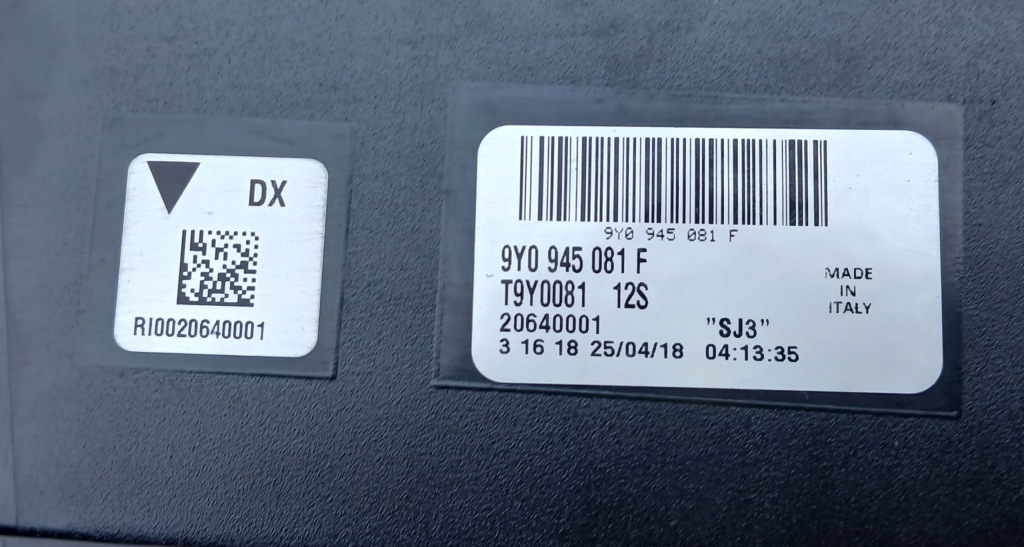 DX
RI0020640001
9Y0 945 081 F
9Y0 945 081 F
T9Y0081 12S
20640001 "SJ3"
3 16 18 25/04/18 04:13:35
MADE
IN
ITALY